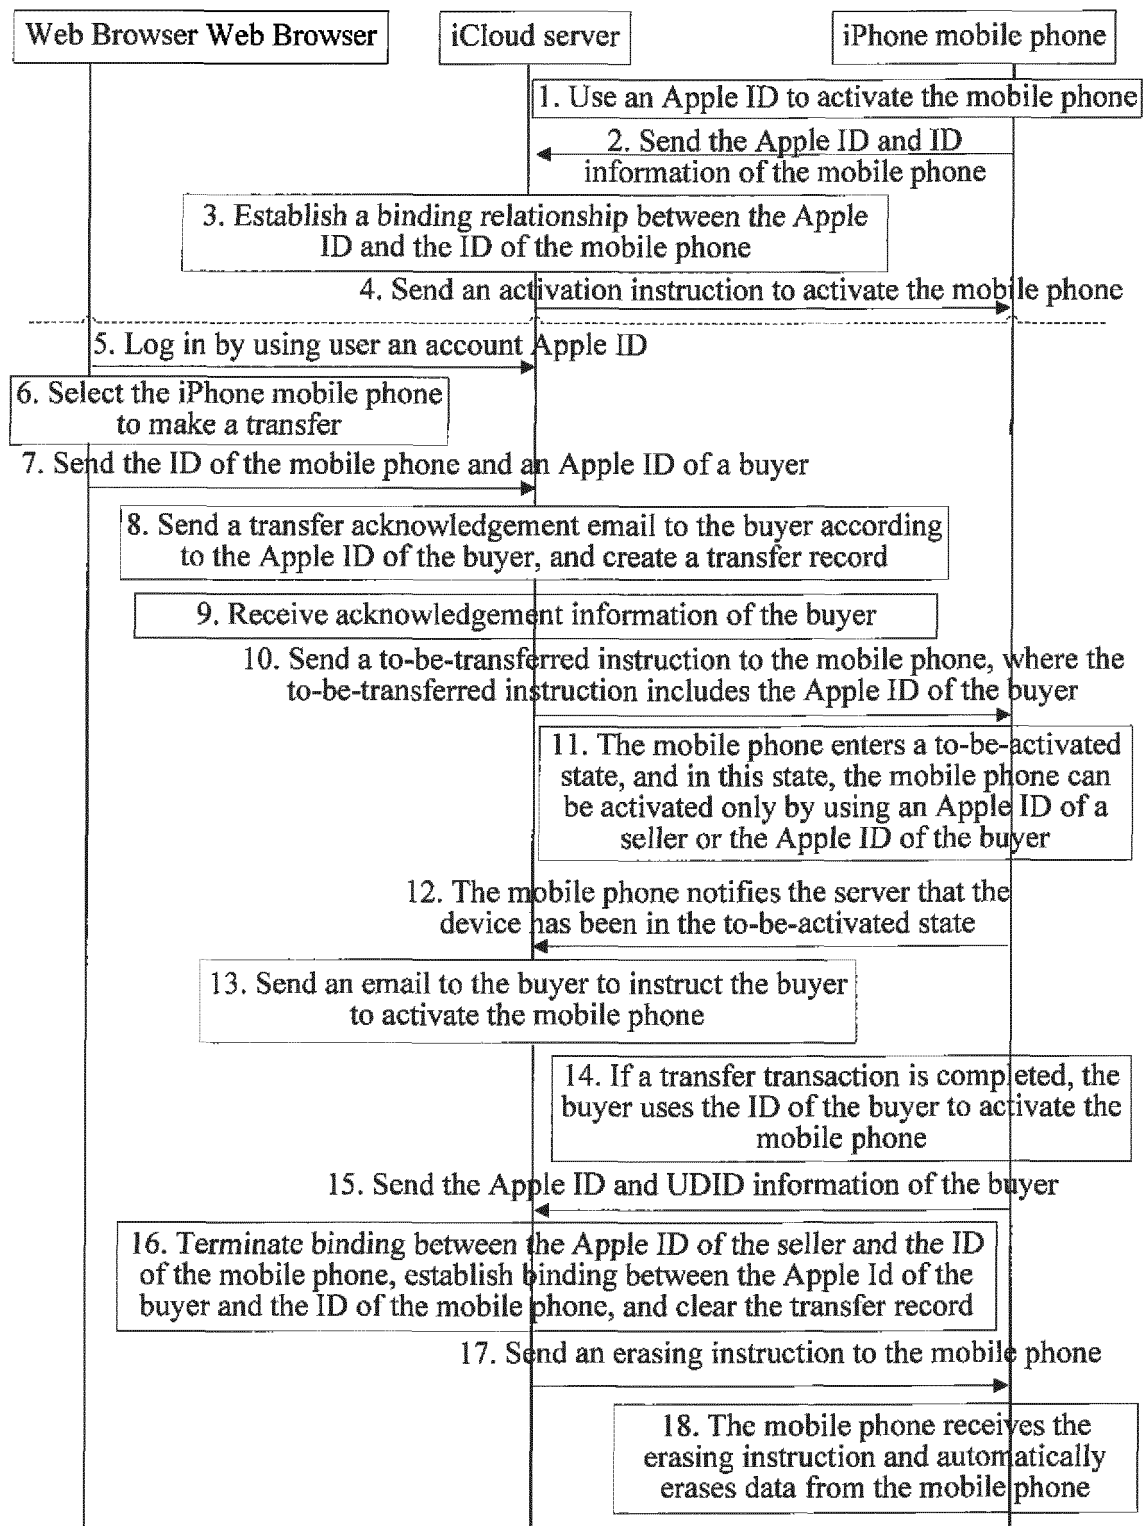 Web Browser Web Browser
iCloud server
iPhone mobile phone
1. Use an Apple ID to activate the mobile phone
2. Send the Apple ID and ID
information of the mobile phone
3. Establish a binding relationship between the Apple
ID and the ID of the mobile phone
4. Send an activation instruction to activate the mobile phone
5. Log in by using user an account Apple ID
6. Select the iPhone mobile phone
to make a transfer
7. Send the ID of the mobile phone and an Apple ID of a buyer
8. Send a transfer acknowledgement email to the buyer according
to the Apple ID of the buyer, and create a transfer record
9. Receive acknowledgement information of the buyer
10. Send a to-be-transferred instruction to the mobile phone, where the
to-be-transferred instruction includes the Apple ID of the buyer
11. The mobile phone enters a to-be-activated
state, and in this state, the mobile phone can
be activated only by using an Apple ID of a
seller or the Apple ID of the buyer
12. The mobile phone notifies the server that the
device has been in the to-be-activated state
13. Send an email to the buyer to instruct the buyer
to activate the mobile phone
14. If a transfer transaction is completed, the
buyer uses the ID of the buyer to activate the
mobile phone
15. Send the Apple ID and UDID information of the buyer
16. Terminate binding between the Apple ID of the seller and the ID
of the mobile phone, establish binding between the Apple Id of the
buyer and the ID of the mobile phone, and clear the transfer record
17. Send an erasing instruction to the mobile phone
18. The mobile phone receives the
erasing instruction and automatically
erases data from the mobile phone